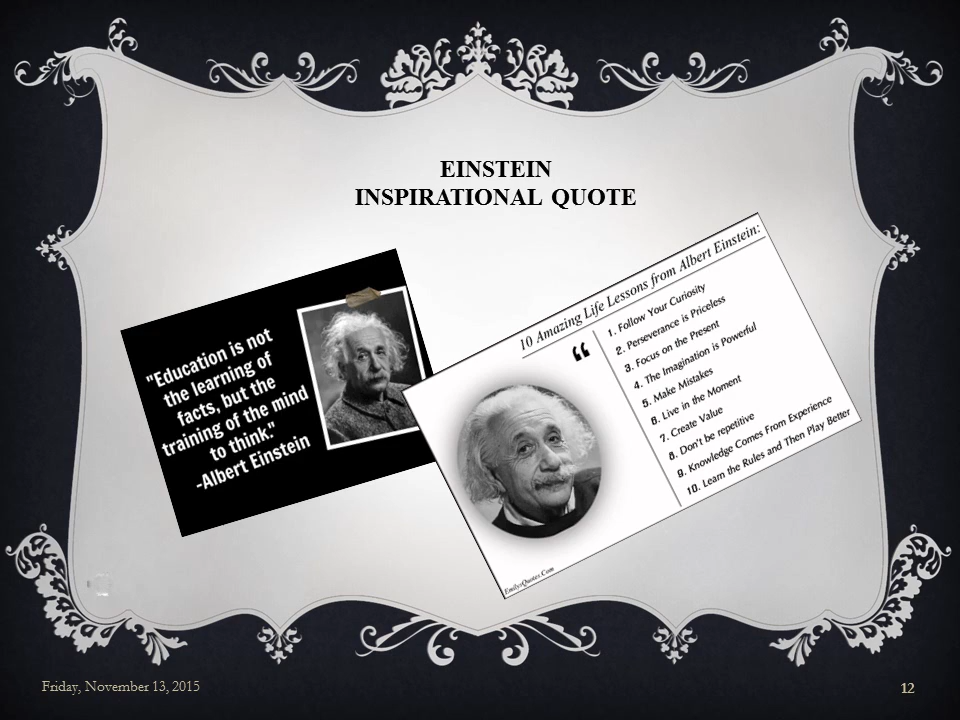 EINSTEIN
INSPIRATIONAL QUOTE
"Education is not
the learning of
facts, but the
training of the mind
to think."
-Albert Einstein
10 Amazing Life Lessons from Albert Einstein:
“
1. Follow Your Curiosity
2. Perseverance is Priceless
3. Focus on the Present
4. The Imagination is Powerful
5. Make Mistakes
6. Live in the Moment
7. Create Value
8. Don't be repetitive
9. Knowledge Comes From Experience
10. Learn the Rules and Then Play Better
EmilysQuotes.Com
Friday, November 13, 2015
12